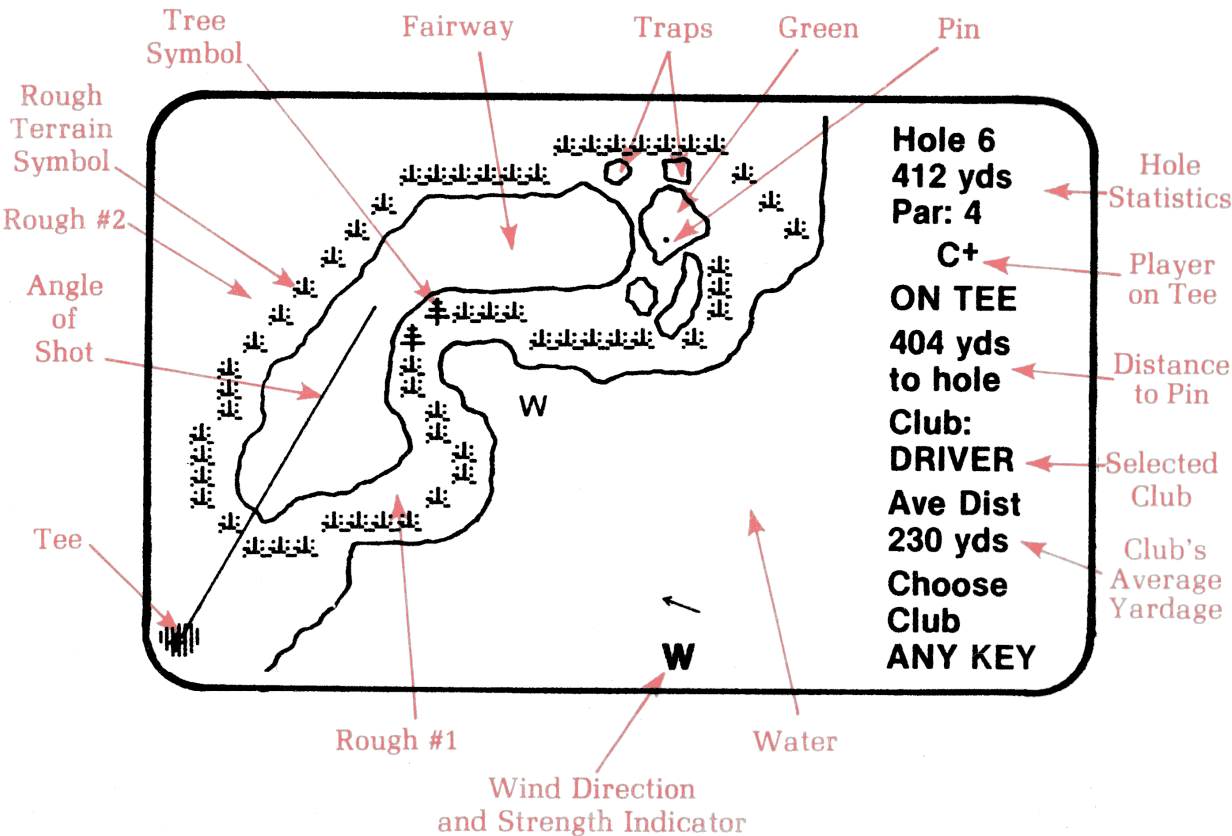 Tree
Symbol
Fairway
Traps
Green
Pin
Rough
Terrain
Symbol
Rough #2
Angle
of
Shot
Tee
Hole 6
412 yds
Par: 4
C+
ON TEE
404 yds
to hole
Club:
DRIVER
Ave Dist
230 yds
Choose
Club
ANY KEY
Hole
Statistics
Player
on Tee
Distance
to Pin
Selected
Club
Club's
Average
Yardage
W
W
Rough #1
Water
Wind Direction
and Strength Indicator